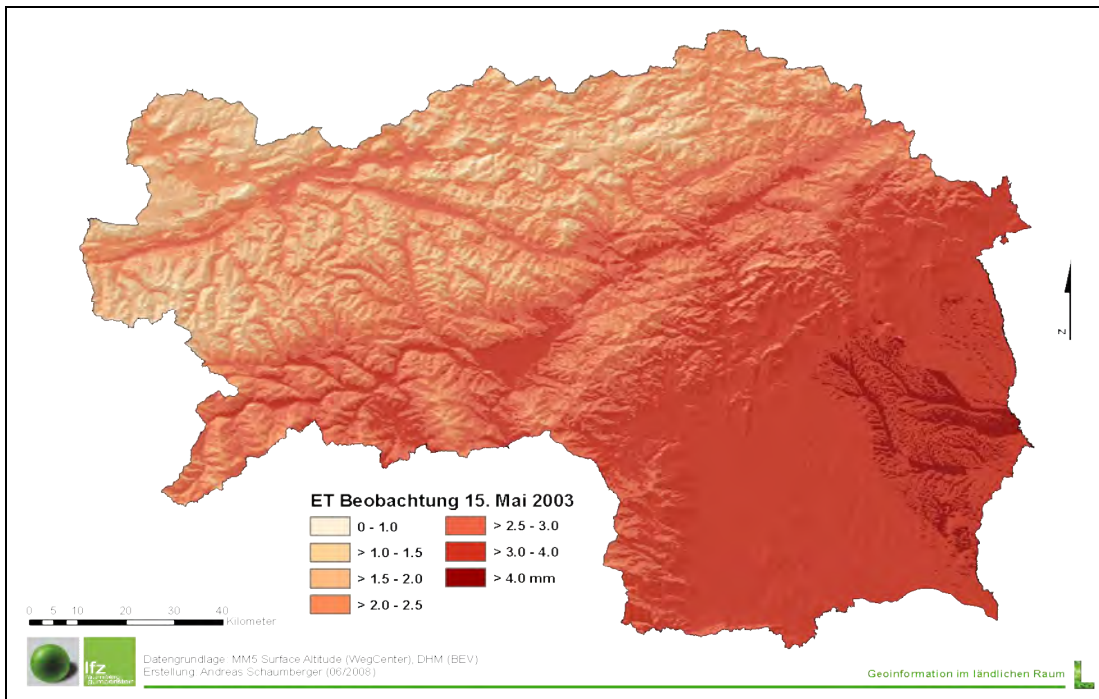 ET Beobachtung 15. Mai 2003
0 - 1.0
> 1.0 - 1.5
> 1.5 - 2.0
> 2.0 - 2.5
> 2.5 - 3.0
> 3.0 - 4.0
> 4.0 mm
z
0 5 10 20 30 40
Kilometer
lfz
raumberg
gumpenstein
Datengrundlage: MM5 Surface Altitude (WegCenter), DHM (BEV)
Erstellung: Andreas Schaumberger (06/2008)
Geoinformation im ländlichen Raum